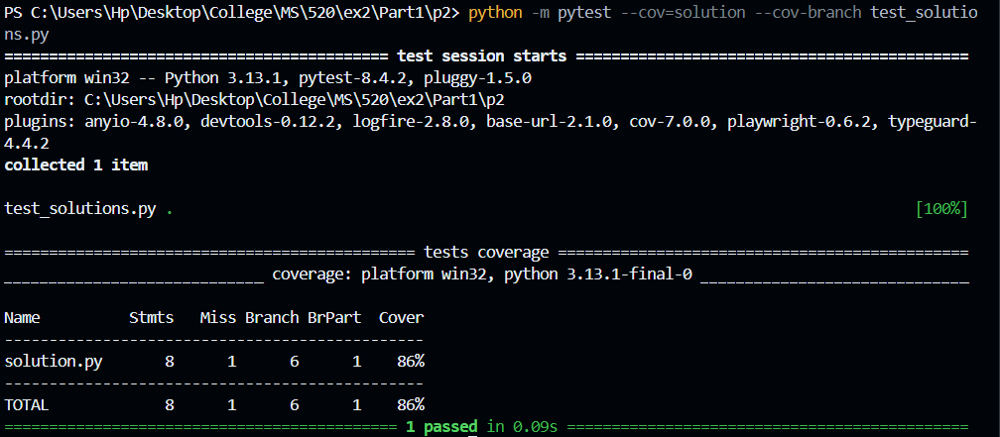 PS C:\Users\Hp\Desktop\College\MS\520\ex2\Part1\p2> python -m pytest --cov=solution --cov-branch test_solutio
ns.py
========================================= test session starts =========================================
platform win32 -- Python 3.13.1, pytest-8.4.2, pluggy-1.5.0
rootdir: C:\Users\Hp\Desktop\College\MS\520\ex2\Part1\p2
plugins: anyio-4.8.0, devtools-0.12.2, logfire-2.8.0, base-url-2.1.0, cov-7.0.0, playwright-0.6.2, typeguard-
4.4.2
collected 1 item
test_solutions.py . [100%]
========================================= tests coverage =========================================
_____________________________ coverage: platform win32, python 3.13.1-final-0 ______________________________
Name Stmts Miss Branch BrPart Cover
-----------------------------------------------
solution.py 8 1 6 1 86%
-----------------------------------------------
TOTAL 8 1 6 1 86%
========================================= 1 passed in 0.09s =========================================